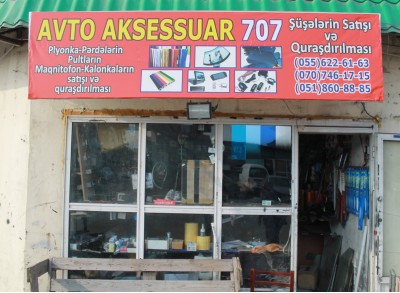 AVTO AKSESSUAR 707
Plyonka-Pərdələrin
Pultların
Maqnitofon-Kalonkaların
satışı və
quraşdırılması
Şüşələrin Satışı
və
Quraşdırılması
(055)622-61-63
(070)746-17-15
(051)860-88-85